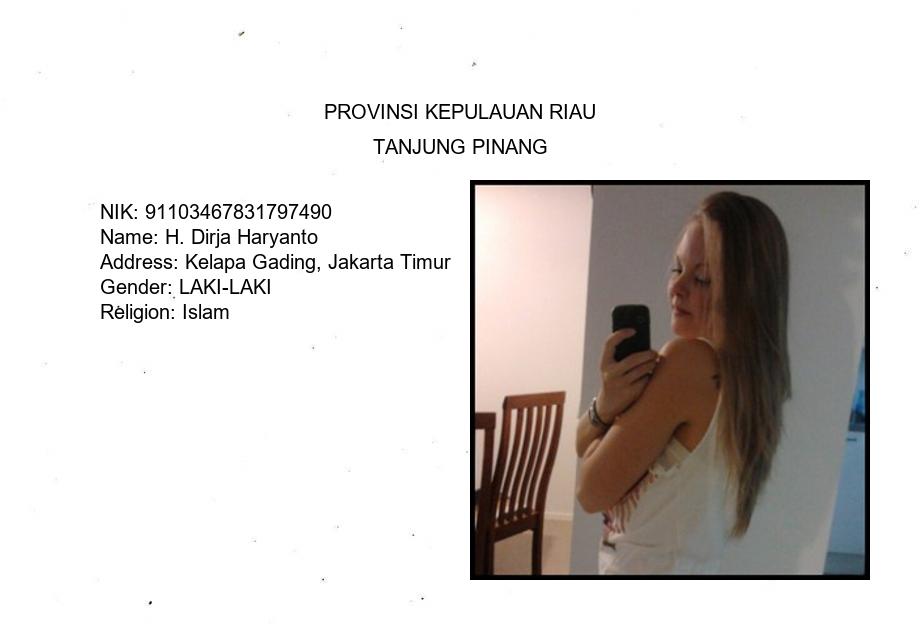 PROVINSI KEPULAUAN RIAU
TANJUNG PINANG
NIK: 91103467831797490
Name: H. Dirja Haryanto
Address: Kelapa Gading, Jakarta Timur
Gender: LAKI-LAKI
Religion: Islam